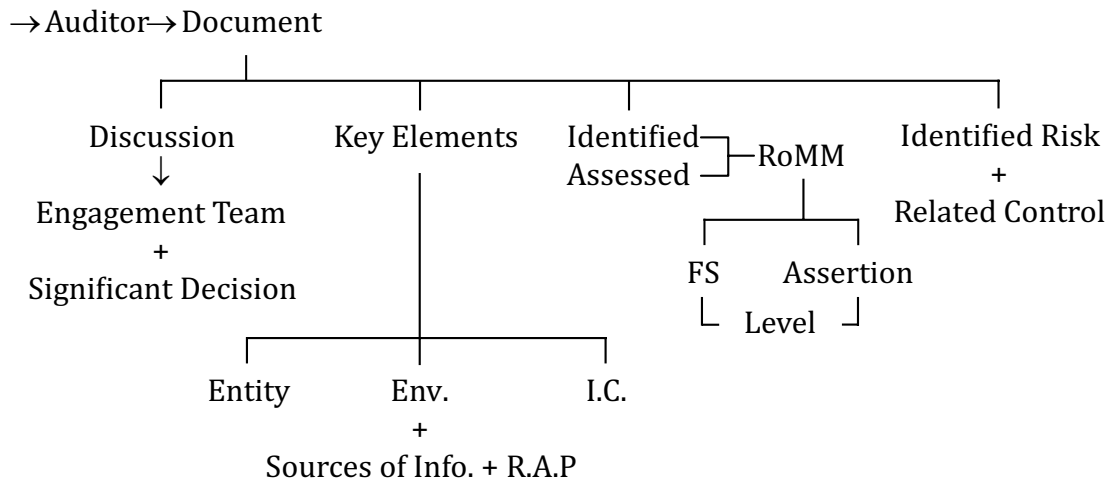 →Auditor→Document
Discussion
↓
Engagement Team
+
Significant Decision
Key Elements
Entity
Env.
I.C.
+
Sources of Info. + R.A.P
Identified
Assessed
RoMM
FS
Assertion
Level
Identified Risk
+
Related Control